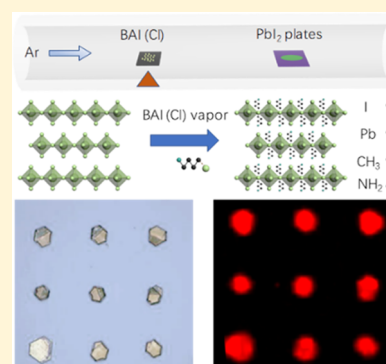 BAI (Cl)
PbI₂ plates
Ar
BAI (Cl) vapor
I
Pb
CH₃
NH₂